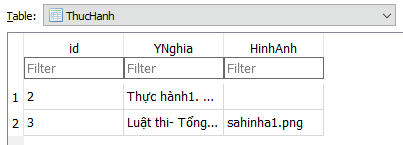 Table: ThucHanh
id YNghia HinhAnh
Filter Filter Filter
1 2 Thực hành1. ...
2 3 Luật thi- Tổng... sahinha1.png